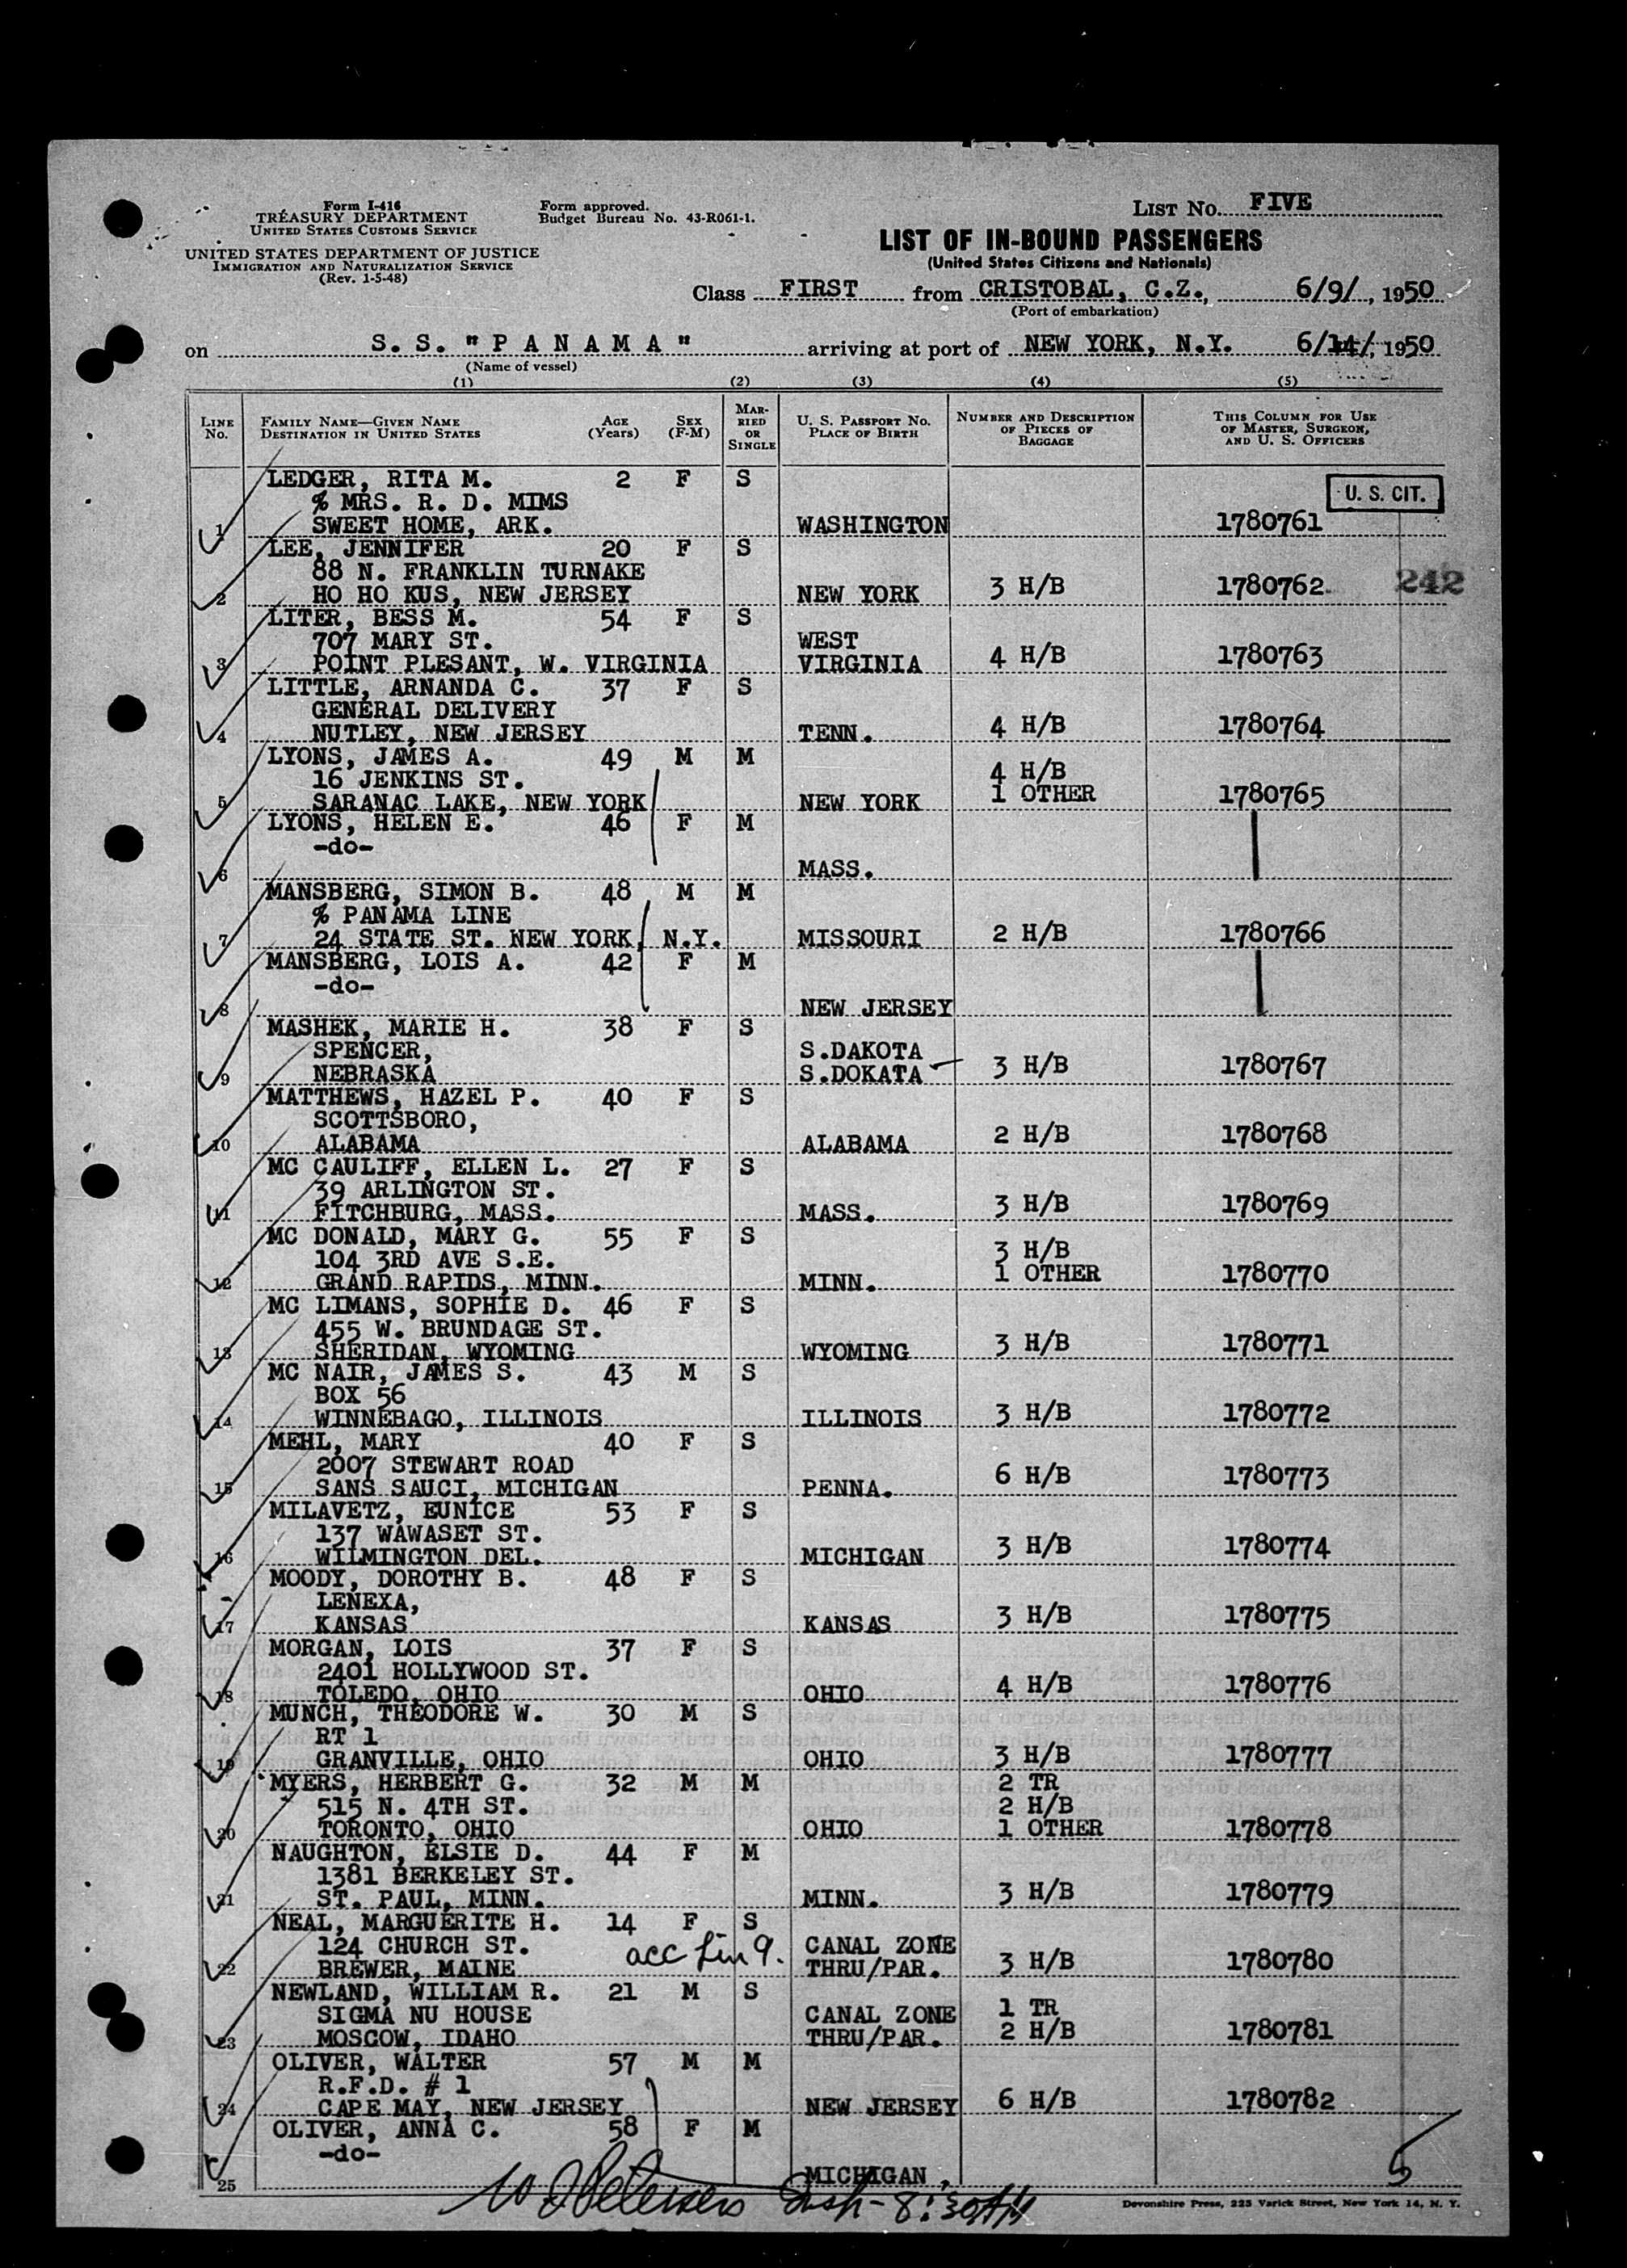 Form I-416
TREASURY DEPARTMENT
UNITED STATES CUSTOMS SERVICE
UNITED STATES DEPARTMENT OF JUSTICE
IMMIGRATION AND NATURALIZATION SERVICE
(Rev. 1-5-48)
Form approved.
Budget Bureau No. 43-R061-1.
LIST NO. FIVE
LIST OF IN-BOUND PASSENGERS
(United States Citizens and Nationals)
Class FIRST from CRISTOBAL, C.Z., 6/9/, 1950
(Port of embarkation)
on S. S. "P A N A M A" arriving at port of NEW YORK, N.Y. 6/14/, 1950
(Name of vessel)
(1) (2) (3) (4) (5)
LINE NO. FAMILY NAME—GIVEN NAME DESTINATION IN UNITED STATES AGE (Years) SEX (F-M) MARRIED OR SINGLE U. S. PASSPORT NO. PLACE OF BIRTH NUMBER AND DESCRIPTION OF PIECES OF BAGGAGE THIS COLUMN FOR USE OF MASTER, SURGEON, AND U. S. OFFICERS
LEDGER, RITA M. 2 F S
% MRS. R. D. MIMS U. S. CIT.
1 SWEET HOME, ARK. WASHINGTON 1780761
LEE, JENNIFER 20 F S
88 N. FRANKLIN TURNAKE
2 HO HO KUS, NEW JERSEY NEW YORK 3 H/B 1780762 242
LITER, BESS M. 54 F S
707 MARY ST. WEST
3 POINT PLESANT, W. VIRGINIA VIRGINIA 4 H/B 1780763
LITTLE, ARNANDA C. 37 F S
GENERAL DELIVERY
4 NUTLEY, NEW JERSEY TENN. 4 H/B 1780764
LYONS, JAMES A. 49 M M
16 JENKINS ST. 4 H/B
5 SARANAC LAKE, NEW YORK NEW YORK 1 OTHER 1780765
LYONS, HELEN E. 46 F M
-do-
6 MASS.
MANSBERG, SIMON B. 48 M M
% PANAMA LINE
7 24 STATE ST. NEW YORK, N.Y. MISSOURI 2 H/B 1780766
MANSBERG, LOIS A. 42 F M
-do-
8 NEW JERSEY
MASHEK, MARIE H. 38 F S
SPENCER, S.DAKOTA
9 NEBRASKA S.DOKATA 3 H/B 1780767
MATTHEWS, HAZEL P. 40 F S
SCOTTSBORO,
10 ALABAMA ALABAMA 2 H/B 1780768
MC CAULIFF, ELLEN L. 27 F S
39 ARLINGTON ST.
11 FITCHBURG, MASS. MASS. 3 H/B 1780769
MC DONALD, MARY G. 55 F S
104 3RD AVE S.E. 3 H/B
12 GRAND RAPIDS, MINN. MINN. 1 OTHER 1780770
MC LIMANS, SOPHIE D. 46 F S
455 W. BRUNDAGE ST.
13 SHERIDAN, WYOMING WYOMING 3 H/B 1780771
MC NAIR, JAMES S. 43 M S
BOX 56
14 WINNEBAGO, ILLINOIS ILLINOIS 3 H/B 1780772
MEHL, MARY 40 F S
2007 STEWART ROAD
15 SANS SAUCI, MICHIGAN PENNA. 6 H/B 1780773
MILAVETZ, EUNICE 53 F S
137 WAWASET ST.
16 WILMINGTON DEL. MICHIGAN 3 H/B 1780774
MOODY, DOROTHY B. 48 F S
LENEXA,
17 KANSAS KANSAS 3 H/B 1780775
MORGAN, LOIS 37 F S
2401 HOLLYWOOD ST.
18 TOLEDO, OHIO OHIO 4 H/B 1780776
MUNCH, THEODORE W. 30 M S
RT 1
19 GRANVILLE, OHIO OHIO 3 H/B 1780777
MYERS, HERBERT G. 32 M M 2 TR
515 N. 4TH ST. 2 H/B
20 TORONTO, OHIO OHIO 1 OTHER 1780778
NAUGHTON, ELSIE D. 44 F M
1381 BERKELEY ST.
21 ST. PAUL, MINN. MINN. 3 H/B 1780779
NEAL, MARGUERITE H. 14 F S
124 CHURCH ST. acc Lin 9. CANAL ZONE
22 BREWER, MAINE THRU/PAR. 3 H/B 1780780
NEWLAND, WILLIAM R. 21 M S
SIGMA NU HOUSE CANAL ZONE 1 TR
23 MOSCOW, IDAHO THRU/PAR. 2 H/B 1780781
OLIVER, WALTER 57 M M
R.F.D. # 1
24 CAPE MAY, NEW JERSEY NEW JERSEY 6 H/B 1780782
OLIVER, ANNA C. 58 F M
-do- 5
25 MICHIGAN
8:30AM
Devonshire Press, 225 Varick Street, New York 14, N. Y.